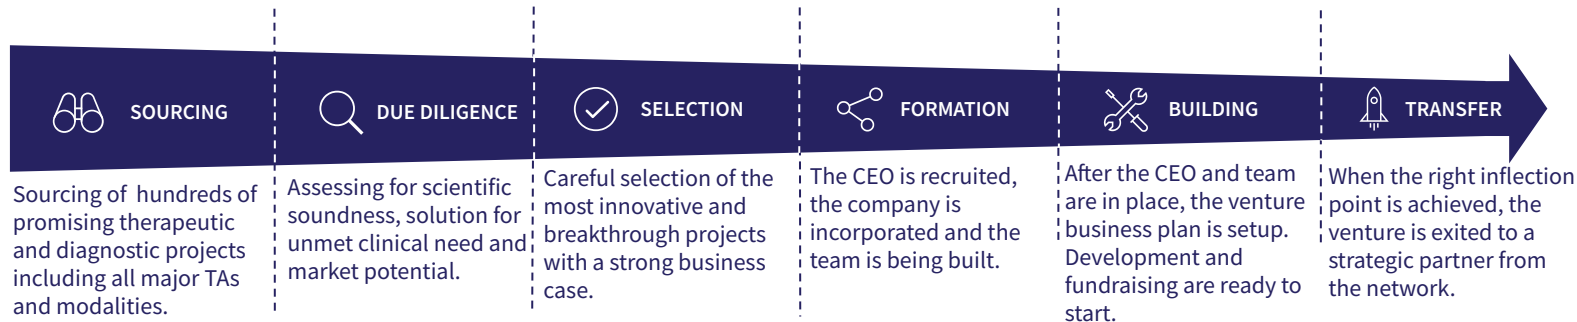 SOURCING
Sourcing of hundreds of
promising therapeutic
and diagnostic projects
including all major TAs
and modalities.
DUE DILIGENCE
Assessing for scientific
soundness, solution for
unmet clinical need and
market potential.
SELECTION
Careful selection of the
most innovative and
breakthrough projects
with a strong business
case.
FORMATION
The CEO is recruited,
the company is
incorporated and the
team is being built.
BUILDING
After the CEO and team
are in place, the venture
business plan is setup.
Development and
fundraising are ready to
start.
TRANSFER
When the right inflection
point is achieved, the
venture is exited to a
strategic partner from
the network.